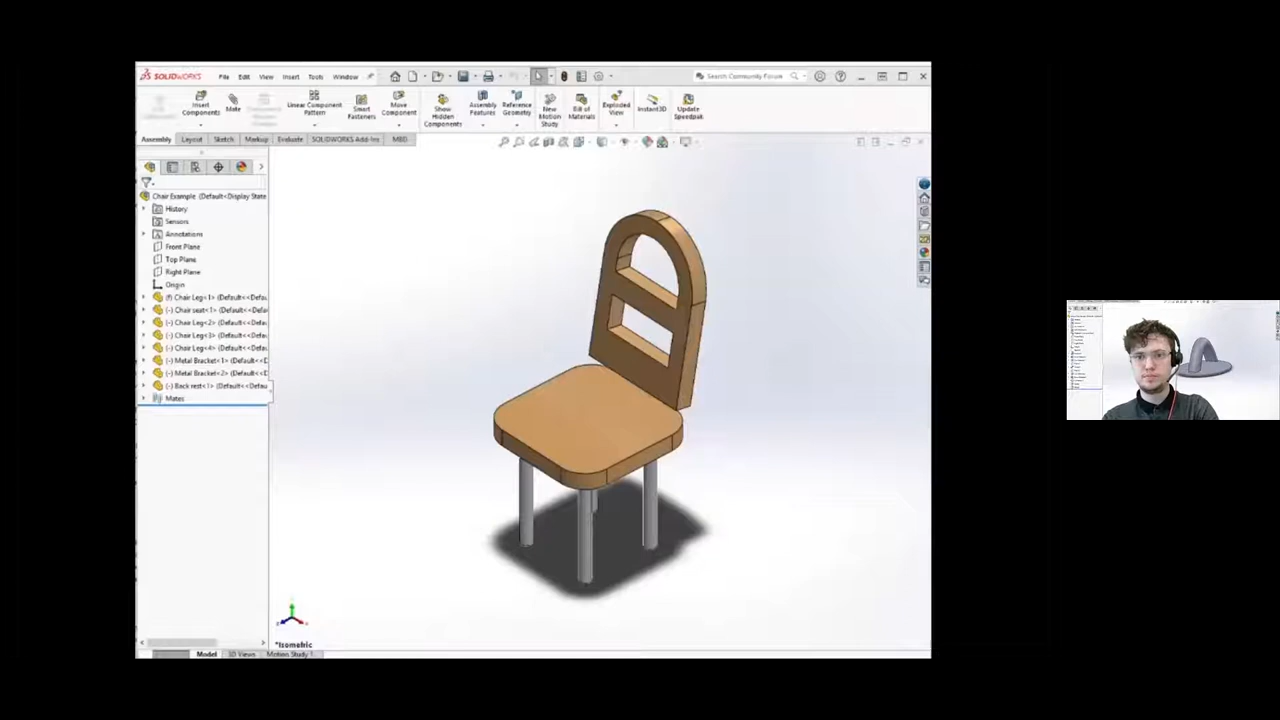 SOLIDWORKS File Edit View Insert Tools Window
Search Community Forum
Insert Components
Mate
Linear Component Pattern
Smart Fasteners
Move Component
Show Hidden Components
Assembly Features
Reference Geometry
New Motion Study
Bill of Materials
Exploded View
Instant3D
Update Speedpak
Assembly Layout Sketch Markup Evaluate SOLIDWORKS Add-Ins MBD
Chair Example (Default<Display State
History
Sensors
Annotations
Front Plane
Top Plane
Right Plane
Origin
(f) Chair Leg<1> (Default<<Defau
(-) Chair seat<1> (Default<<Defau
(-) Chair Leg<2> (Default<<Defau
(-) Chair Leg<3> (Default<<Defau
(-) Chair Leg<4> (Default<<Defau
(-) Metal Bracket<1> (Default<<D
(-) Metal Bracket<2> (Default<<D
(-) Back rest<1> (Default<<Defau
Mates
*Isometric
Model 3D Views Motion Study 1